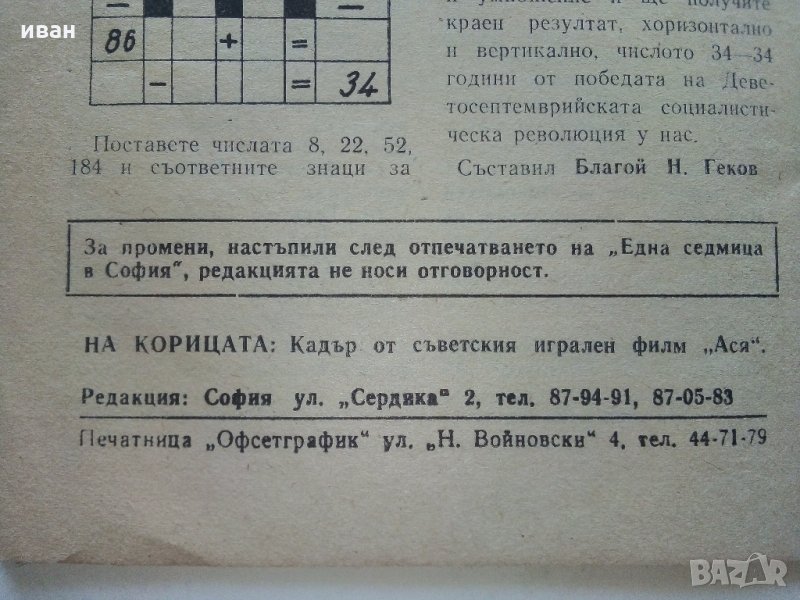 иван
86 + =
- = 34
Поставете числата 8, 22, 52,
184 и съответните знаци за
умножение и ще получите
краен резултат, хоризонтално
и вертикално, числото 34—34
години от победата на Деве-
тосептемврийската социалисти-
ческа революция у нас.
Съставил Благой Н. Геков
За промени, настъпили след отпечатването на „Една седмица
в София", редакцията не носи отговорност.
НА КОРИЦАТА: Кадър от съветския игрален филм „Ася".
Редакция: София ул. „Сердика" 2, тел. 87-94-91, 87-05-83
Печатница „Офсетграфик" ул. „Н. Войновски" 4, тел. 44-71-79
BAZAR